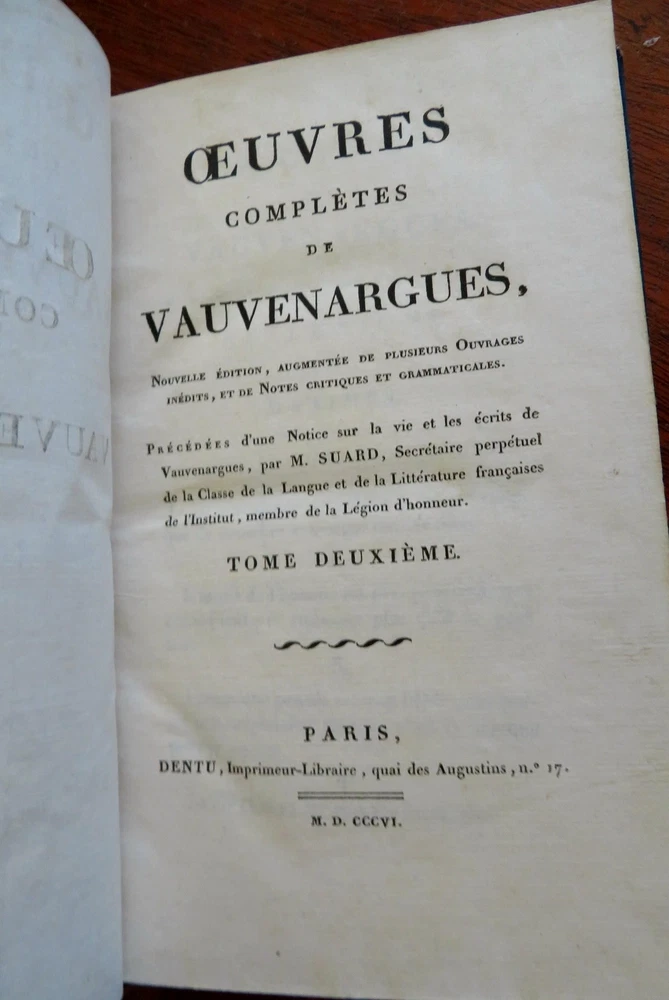 ŒUVRES
COMPLÈTES
DE
VAUVENARGUES,
Nouvelle édition, augmentée de plusieurs Ouvrages
inédits, et de Notes critiques et grammaticales.
Précédées d'une Notice sur la vie et les écrits de
Vauvenargues, par M. SUARD, Secrétaire perpétuel
de la Classe de la Langue et de la Littérature françaises
de l'Institut, membre de la Légion d'honneur.
TOME DEUXIÈME.
PARIS,
DENTU, Imprimeur-Libraire, quai des Augustins, n.º 17.
M. D. CCCVI.